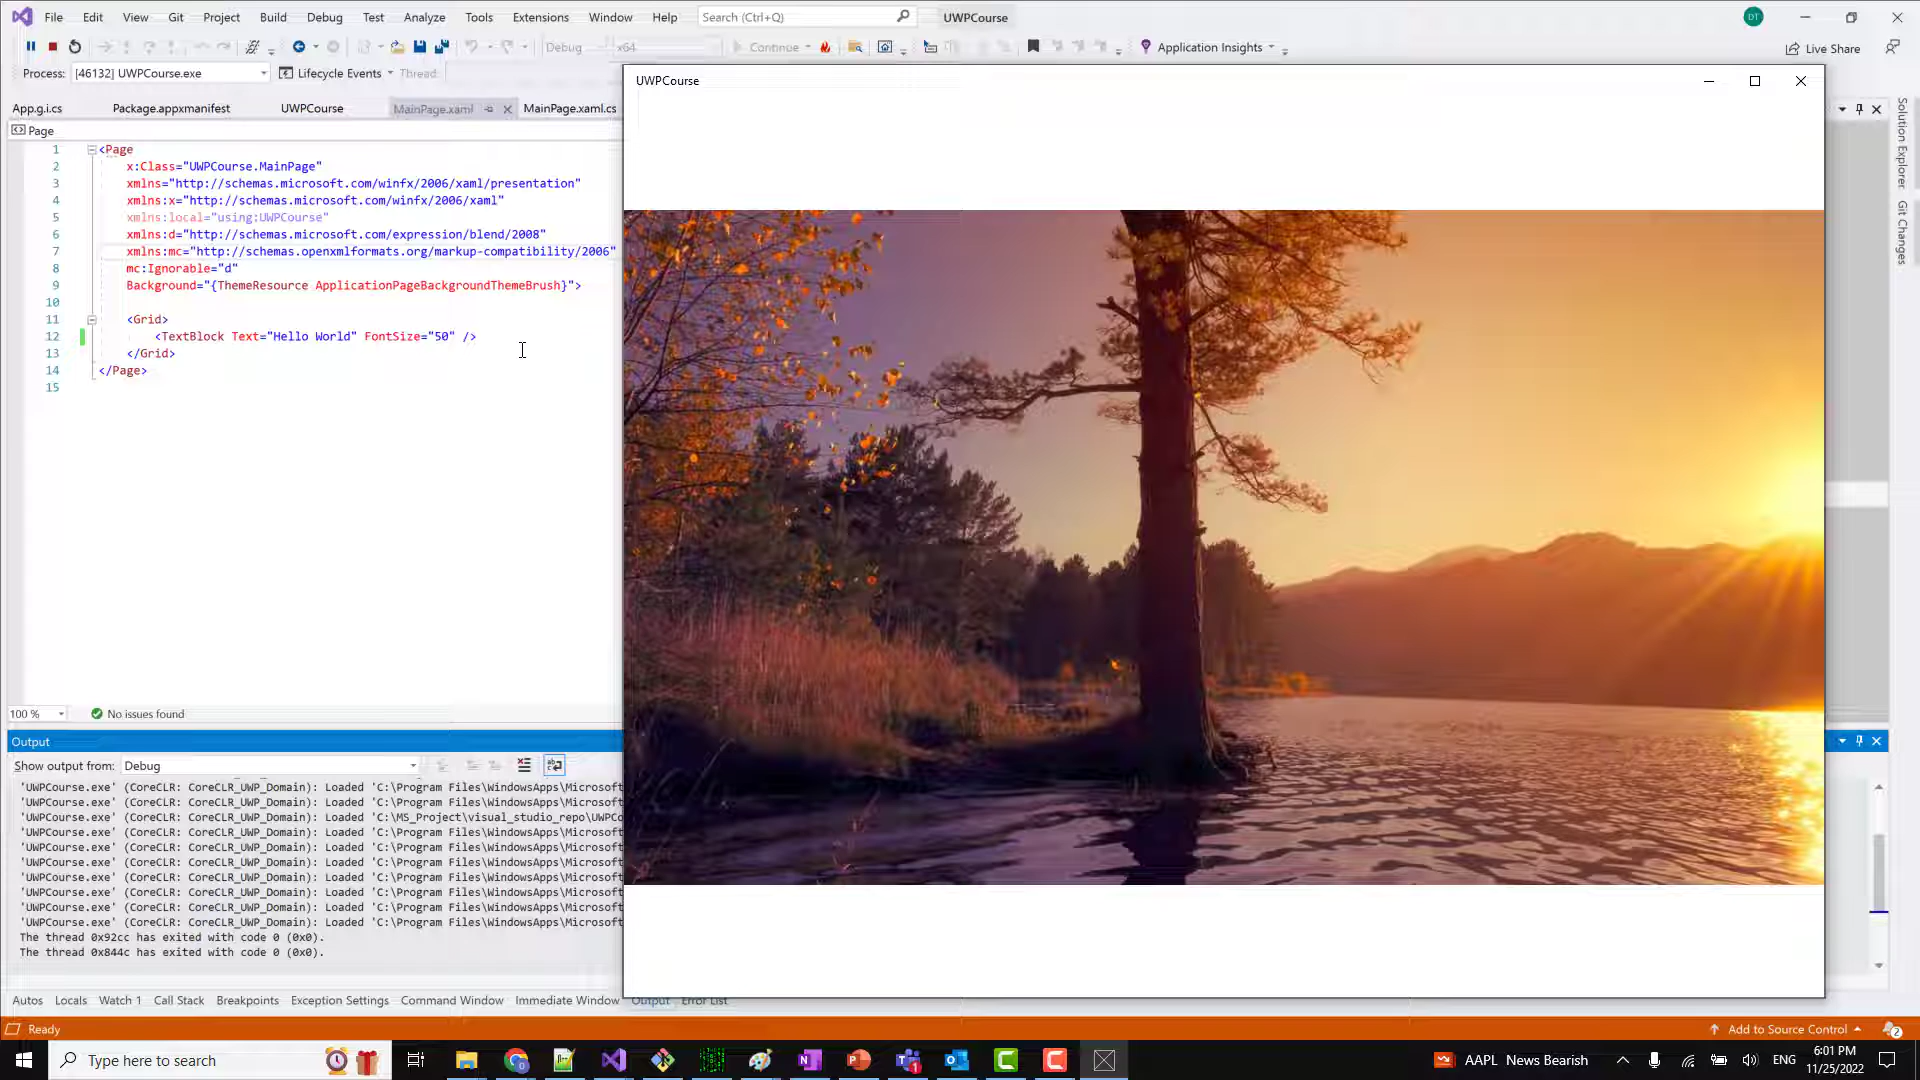 File Edit View Git Project Build Debug Test Analyze Tools Extensions Window Help Search (Ctrl+Q) UWPCourse DT
Debug x64 Continue Application Insights Live Share
Process: [46132] UWPCourse.exe Lifecycle Events Thread:
App.g.i.cs Package.appxmanifest UWPCourse MainPage.xaml MainPage.xaml.cs
Page
1 <Page
2 x:Class="UWPCourse.MainPage"
3 xmlns="http://schemas.microsoft.com/winfx/2006/xaml/presentation"
4 xmlns:x="http://schemas.microsoft.com/winfx/2006/xaml"
5 xmlns:local="using:UWPCourse"
6 xmlns:d="http://schemas.microsoft.com/expression/blend/2008"
7 xmlns:mc="http://schemas.openxmlformats.org/markup-compatibility/2006"
8 mc:Ignorable="d"
9 Background="{ThemeResource ApplicationPageBackgroundThemeBrush}">
10
11 <Grid>
12 <TextBlock Text="Hello World" FontSize="50" />
13 </Grid>
14 </Page>
15
100 % No issues found
UWPCourse
Solution Explorer
Git Changes
Output
Show output from: Debug
'UWPCourse.exe' (CoreCLR: CoreCLR_UWP_Domain): Loaded 'C:\Program Files\WindowsApps\Microsoft
'UWPCourse.exe' (CoreCLR: CoreCLR_UWP_Domain): Loaded 'C:\Program Files\WindowsApps\Microsoft
'UWPCourse.exe' (CoreCLR: CoreCLR_UWP_Domain): Loaded 'C:\MS_Project\visual_studio_repo\UWPCo
'UWPCourse.exe' (CoreCLR: CoreCLR_UWP_Domain): Loaded 'C:\Program Files\WindowsApps\Microsoft
'UWPCourse.exe' (CoreCLR: CoreCLR_UWP_Domain): Loaded 'C:\Program Files\WindowsApps\Microsoft
'UWPCourse.exe' (CoreCLR: CoreCLR_UWP_Domain): Loaded 'C:\Program Files\WindowsApps\Microsoft
'UWPCourse.exe' (CoreCLR: CoreCLR_UWP_Domain): Loaded 'C:\Program Files\WindowsApps\Microsoft
'UWPCourse.exe' (CoreCLR: CoreCLR_UWP_Domain): Loaded 'C:\Program Files\WindowsApps\Microsoft
'UWPCourse.exe' (CoreCLR: CoreCLR_UWP_Domain): Loaded 'C:\Program Files\WindowsApps\Microsoft
'UWPCourse.exe' (CoreCLR: CoreCLR_UWP_Domain): Loaded 'C:\Program Files\WindowsApps\Microsoft
The thread 0x92cc has exited with code 0 (0x0).
The thread 0x844c has exited with code 0 (0x0).
Autos Locals Watch 1 Call Stack Breakpoints Exception Settings Command Window Immediate Window Output Error List
Ready Add to Source Control 2
Type here to search AAPL News Bearish ENG 6:01 PM
11/25/2022